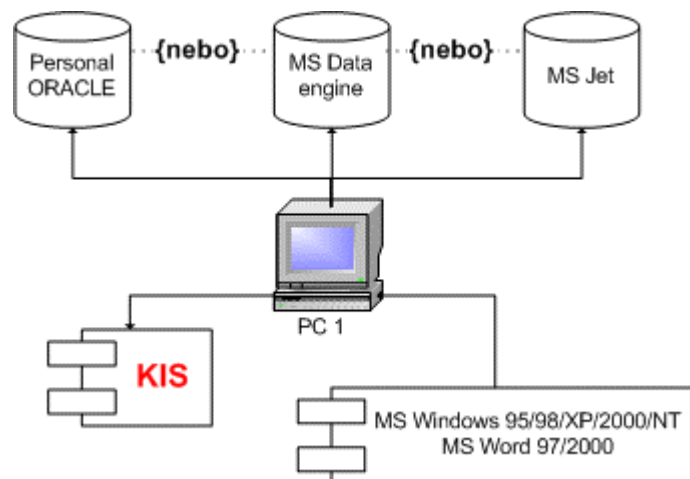 Personal
ORACLE
{nebo}
MS Data
engine
{nebo}
MS Jet
PC 1
KIS
MS Windows 95/98/XP/2000/NT
MS Word 97/2000